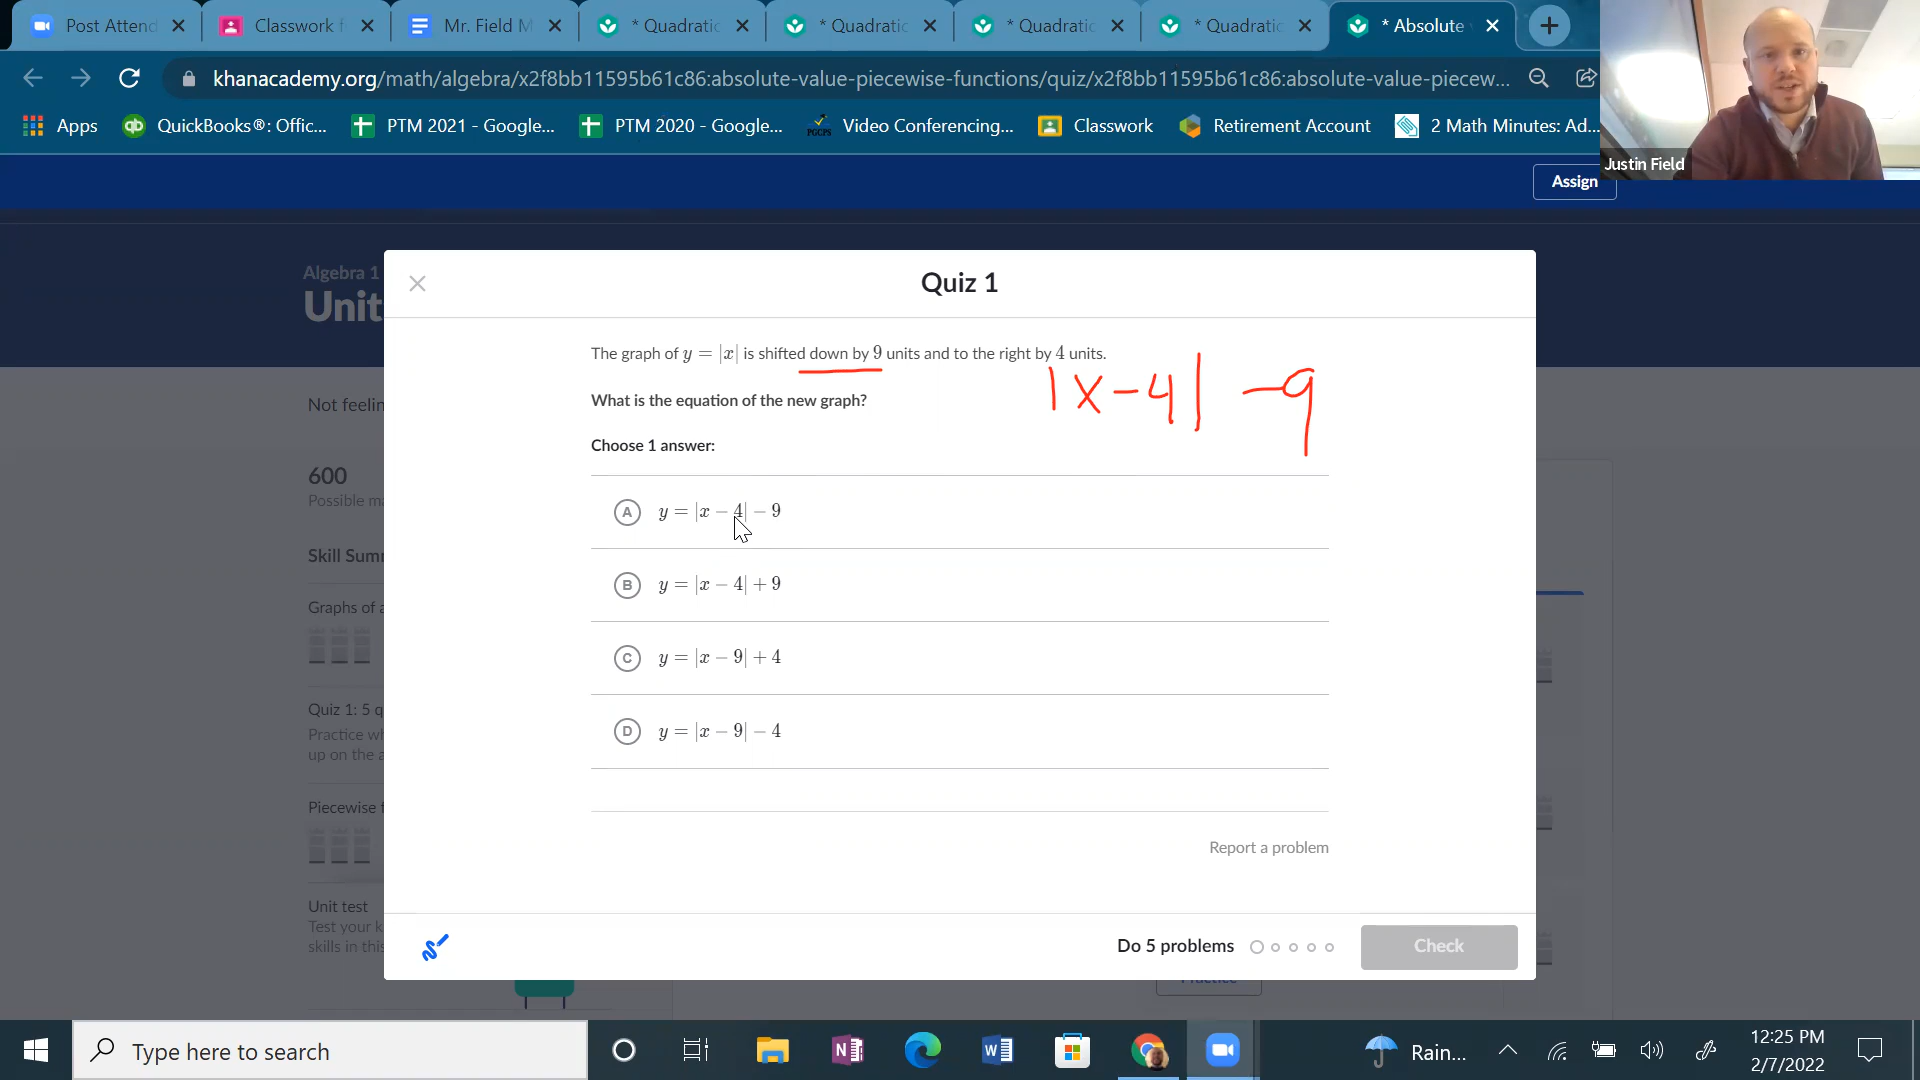 Post Attend
Classwork f
Mr. Field M
* Quadratic
* Quadratic
* Quadratic
* Quadratic
* Absolute
khanacademy.org/math/algebra/x2f8bb11595b61c86:absolute-value-piecewise-functions/quiz/x2f8bb11595b61c86:absolute-value-piecew...
Apps
QuickBooks®: Offic...
PTM 2021 - Google...
PTM 2020 - Google...
PGCPS
Video Conferencing...
Classwork
Retirement Account
2 Math Minutes: Ad...
Justin Field
Assign
Algebra 1
Unit
Quiz 1
The graph of y = |x| is shifted down by 9 units and to the right by 4 units.
|x-4| -9
What is the equation of the new graph?
Choose 1 answer:
A y = |x − 4| − 9
B y = |x − 4| + 9
C y = |x − 9| + 4
D y = |x − 9| − 4
Report a problem
Do 5 problems
Check
Not feelin
600
Possible ma
Skill Sum
Graphs of a
Quiz 1: 5 q
Practice wh
up on the a
Piecewise f
Unit test
Test your k
skills in this
Practice
Type here to search
Rain...
12:25 PM
2/7/2022